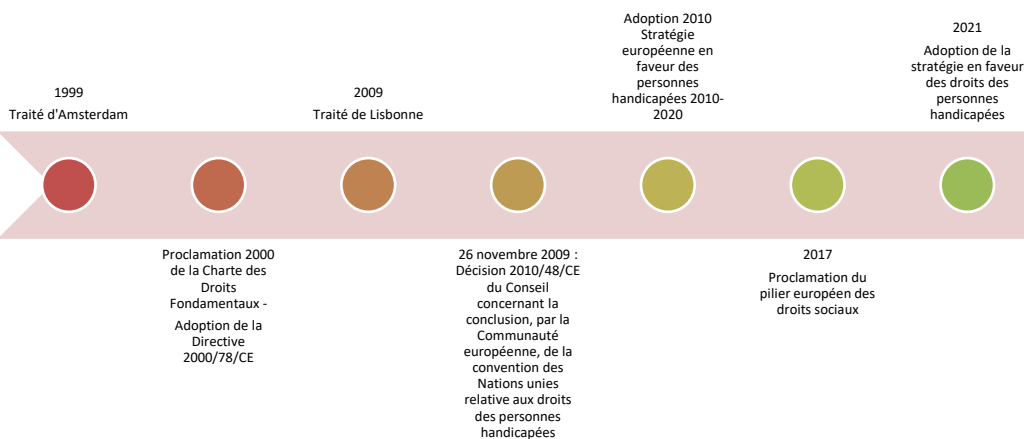 1999
Traité d'Amsterdam
Proclamation 2000
de la Charte des
Droits
Fondamentaux -
Adoption de la
Directive
2000/78/CE
2009
Traité de Lisbonne
26 novembre 2009 :
Décision 2010/48/CE
du Conseil
concernant la
conclusion, par la
Communauté
européenne, de la
convention des
Nations unies
relative aux droits
des personnes
handicapées
Adoption 2010
Stratégie
européenne en
faveur des
personnes
handicapées 2010-
2020
2017
Proclamation du
pilier européen des
droits sociaux
2021
Adoption de la
stratégie en faveur
des droits des
personnes
handicapées